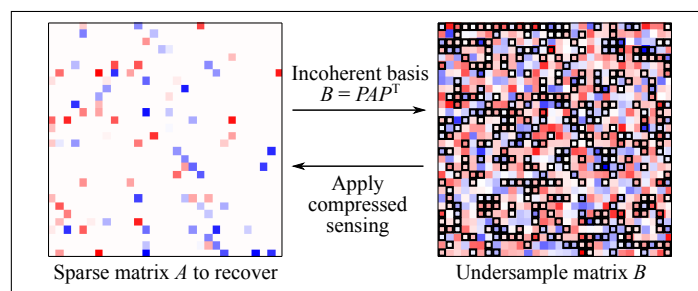 Incoherent basis
B = PAPᵀ
Apply
compressed
sensing
Sparse matrix A to recover
Undersample matrix B